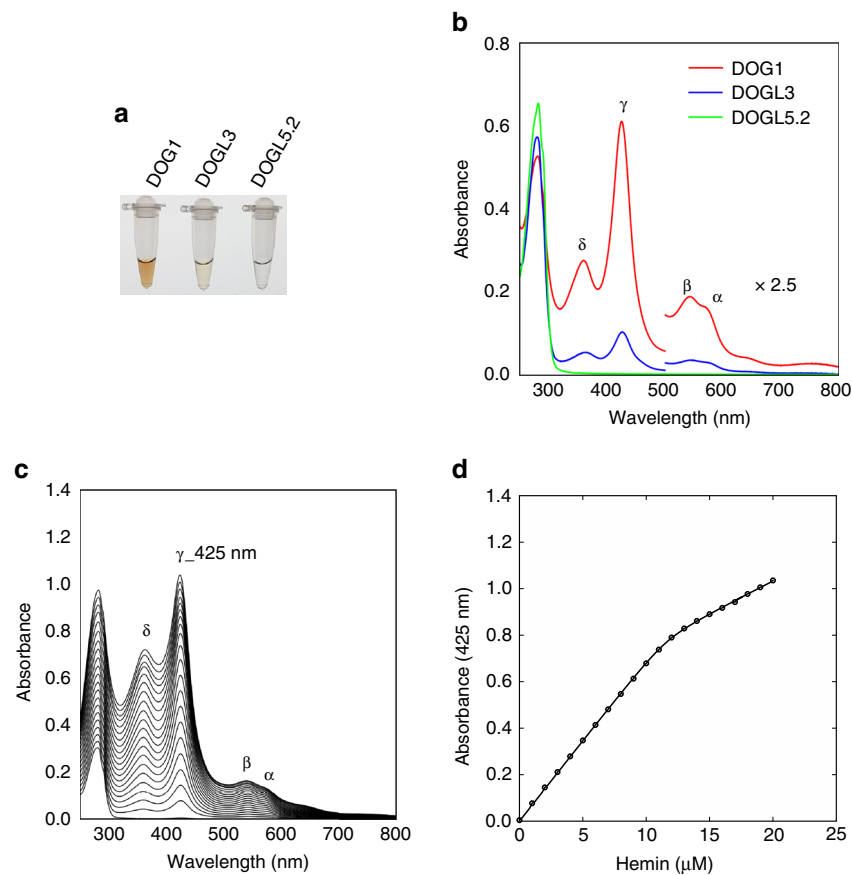 a
DOG1
DOGL3
DOGL5.2
b
0.8
0.6
0.4
0.2
0.0
Absorbance
DOG1
DOGL3
DOGL5.2
γ
δ
β
α
× 2.5
300
400
500
600
700
800
Wavelength (nm)
c
1.4
1.2
1.0
0.8
0.6
0.4
0.2
0.0
Absorbance
γ_425 nm
δ
β
α
300
400
500
600
700
800
Wavelength (nm)
d
1.4
1.2
1.0
0.8
0.6
0.4
0.2
0.0
Absorbance (425 nm)
0
5
10
15
20
25
Hemin (μM)